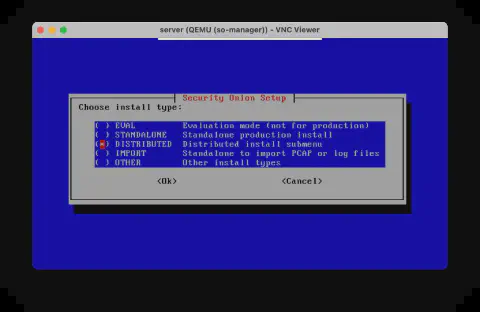 server (QEMU (so-manager)) - VNC Viewer
Security Onion Setup
Choose install type:
( ) EVAL Evaluation mode (not for production)
( ) STANDALONE Standalone production install
(*) DISTRIBUTED Distributed install submenu
( ) IMPORT Standalone to import PCAP or log files
( ) OTHER Other install types
<Ok> <Cancel>